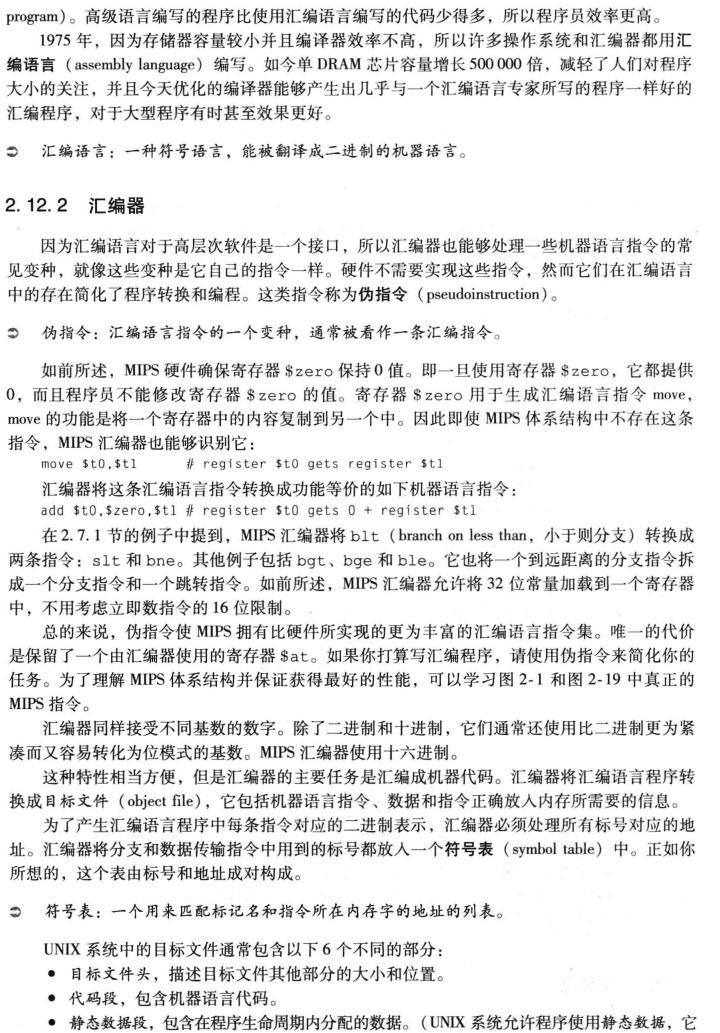 program）。高级语言编写的程序比使用汇编语言编写的代码少得多，所以程序员效率更高。
1975 年，因为存储器容量较小并且编译器效率不高，所以许多操作系统和汇编器都用汇
编语言（assembly language）编写。如今单 DRAM 芯片容量增长 500 000 倍，减轻了人们对程序
大小的关注，并且今天优化的编译器能够产生出几乎与一个汇编语言专家所写的程序一样好的
汇编程序，对于大型程序有时甚至效果更好。
汇编语言：一种符号语言，能被翻译成二进制的机器语言。
2.12.2 汇编器
因为汇编语言对于高层次软件是一个接口，所以汇编器也能够处理一些机器语言指令的常
见变种，就像这些变种是它自己的指令一样。硬件不需要实现这些指令，然而它们在汇编语言
中的存在简化了程序转换和编程。这类指令称为伪指令（pseudoinstruction）。
伪指令：汇编语言指令的一个变种，通常被看作一条汇编指令。
如前所述，MIPS 硬件确保寄存器 $zero 保持 0 值。即一旦使用寄存器 $zero，它都提供
0，而且程序员不能修改寄存器 $zero 的值。寄存器 $zero 用于生成汇编语言指令 move，
move 的功能是将一个寄存器中的内容复制到另一个中。因此即使 MIPS 体系结构中不存在这条
指令，MIPS 汇编器也能够识别它：
move $t0,$t1 # register $t0 gets register $t1
汇编器将这条汇编语言指令转换成功能等价的如下机器语言指令：
add $t0,$zero,$t1 # register $t0 gets 0 + register $t1
在 2.7.1 节的例子中提到，MIPS 汇编器将 blt（branch on less than，小于则分支）转换成
两条指令：slt 和 bne。其他例子包括 bgt、bge 和 ble。它也将一个到远距离的分支指令拆
成一个分支指令和一个跳转指令。如前所述，MIPS 汇编器允许将 32 位常量加载到一个寄存器
中，不用考虑立即数指令的 16 位限制。
总的来说，伪指令使 MIPS 拥有比硬件所实现的更为丰富的汇编语言指令集。唯一的代价
是保留了一个由汇编器使用的寄存器 $at。如果你打算写汇编程序，请使用伪指令来简化你的
任务。为了理解 MIPS 体系结构并保证获得最好的性能，可以学习图 2-1 和图 2-19 中真正的
MIPS 指令。
汇编器同样接受不同基数的数字。除了二进制和十进制，它们通常还使用比二进制更为紧
凑而又容易转化为位模式的基数。MIPS 汇编器使用十六进制。
这种特性相当方便，但是汇编器的主要任务是汇编成机器代码。汇编器将汇编语言程序转
换成目标文件（object file），它包括机器语言指令、数据和指令正确放入内存所需要的信息。
为了产生汇编语言程序中每条指令对应的二进制表示，汇编器必须处理所有标号对应的地
址。汇编器将分支和数据传输指令中用到的标号都放入一个符号表（symbol table）中。正如你
所想的，这个表由标号和地址成对构成。
符号表：一个用来匹配标记名和指令所在内存字的地址的列表。
UNIX 系统中的目标文件通常包含以下 6 个不同的部分：
● 目标文件头，描述目标文件其他部分的大小和位置。
● 代码段，包含机器语言代码。
● 静态数据段，包含在程序生命周期内分配的数据。（UNIX 系统允许程序使用静态数据，它